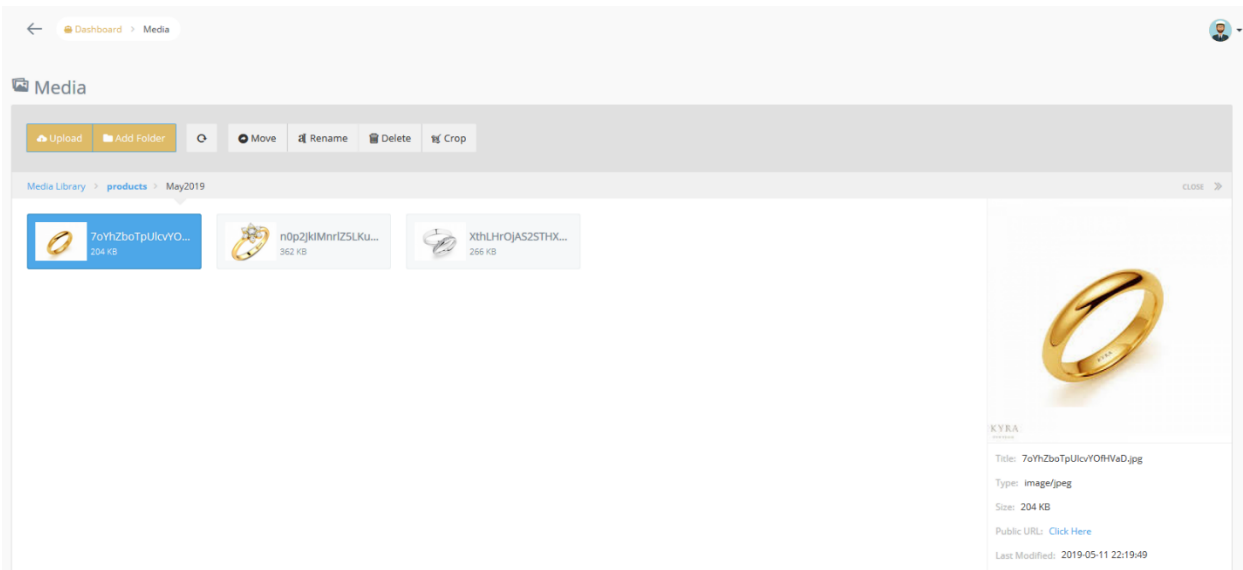 Dashboard > Media
Media
Upload Add Folder Move Rename Delete Crop
Media Library > products > May2019 CLOSE
7oYhZboTpUlcvYO...
204 KB
n0p2jkIMnrlZ5LKu...
362 KB
XthLHrOjAS2STHX...
266 KB
KYRA
KYRA
Title: 7oYhZboTpUlcvYOfHVaD.jpg
Type: image/jpeg
Size: 204 KB
Public URL: Click Here
Last Modified: 2019-05-11 22:19:49